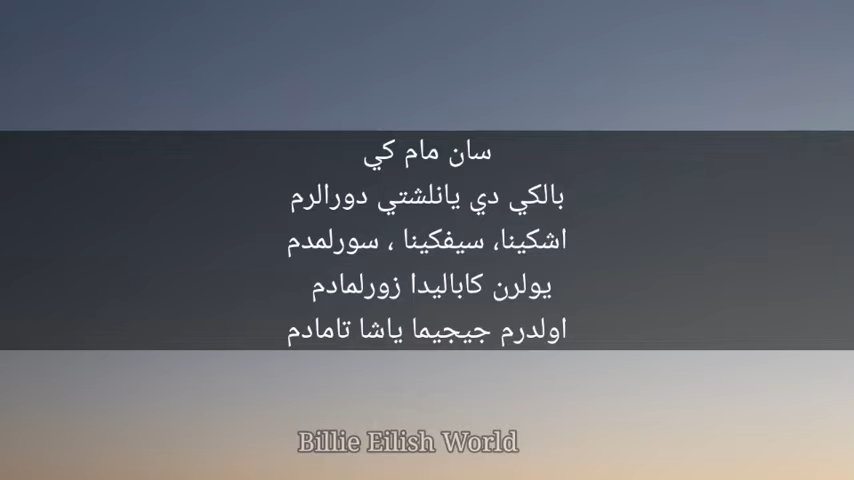 سان مام كي
بالكي دي يانلشتي دورالرم
اشكينا، سيفكينا ، سورلمدم
يولرن كاباليدا زورلمادم
اولدرم جيجيما ياشا تامادم
Billie Eilish World